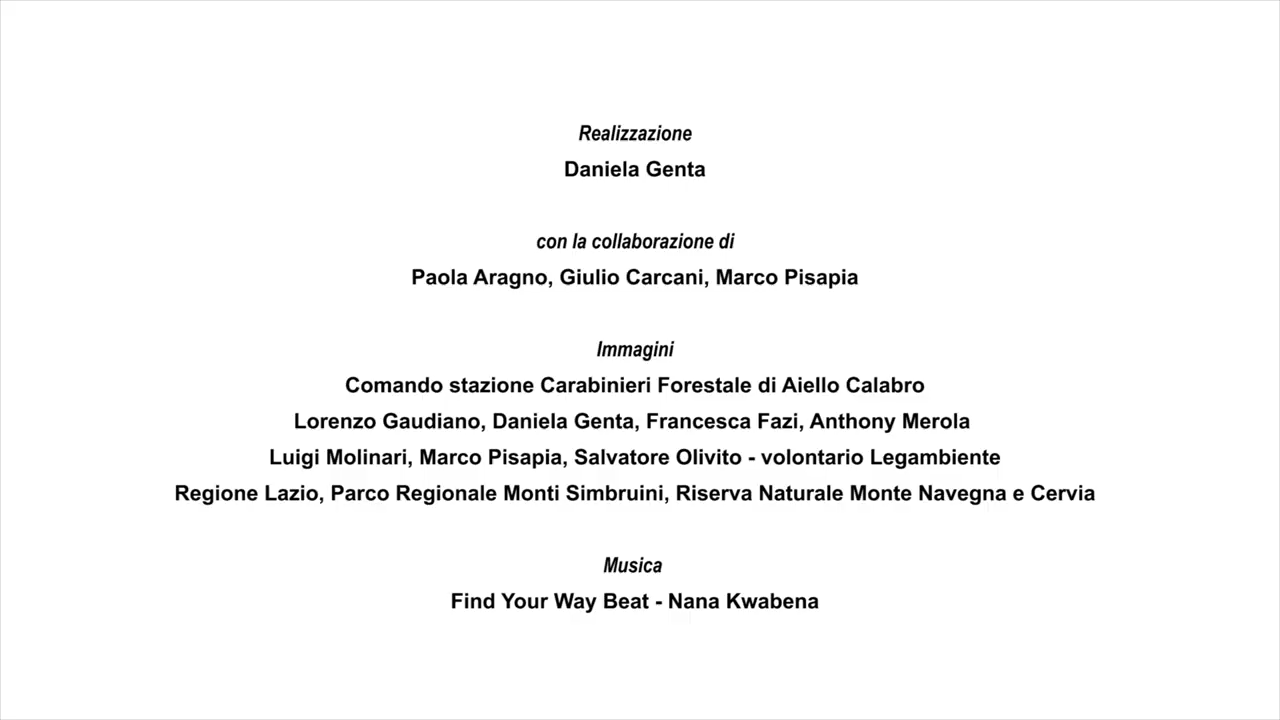 Realizzazione
Daniela Genta
con la collaborazione di
Paola Aragno, Giulio Carcani, Marco Pisapia
Immagini
Comando stazione Carabinieri Forestale di Aiello Calabro
Lorenzo Gaudiano, Daniela Genta, Francesca Fazi, Anthony Merola
Luigi Molinari, Marco Pisapia, Salvatore Olivito - volontario Legambiente
Regione Lazio, Parco Regionale Monti Simbruini, Riserva Naturale Monte Navegna e Cervia
Musica
Find Your Way Beat - Nana Kwabena